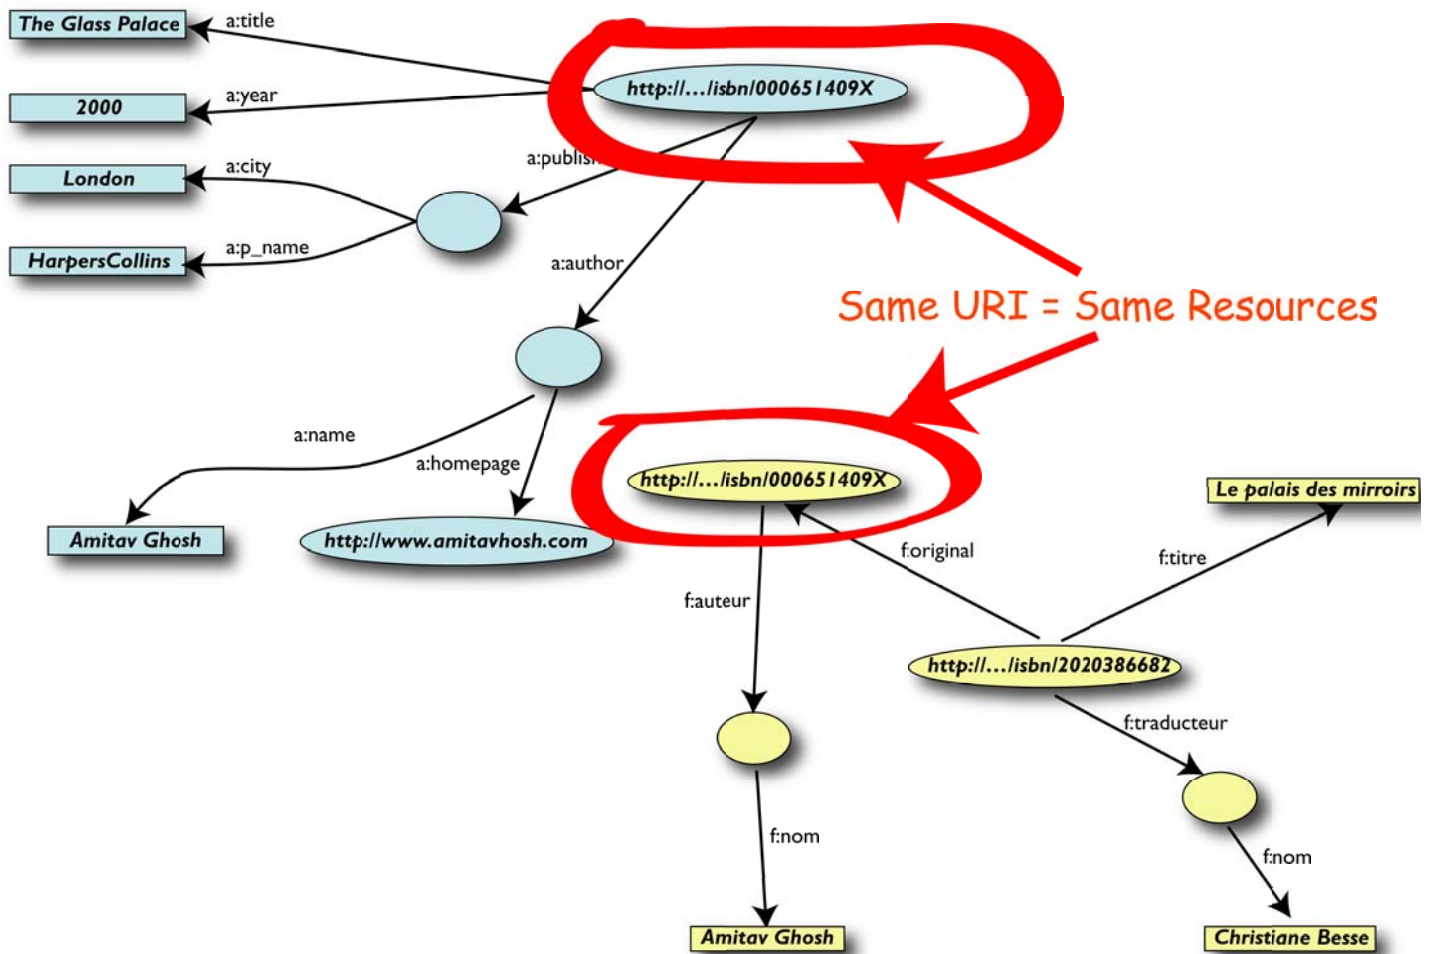 The Glass Palace
a:title
http://…/isbn/000651409X
2000
a:year
London
a:city
a:publish
HarpersCollins
a:p_name
a:author
Same URI = Same Resources
a:name
a:homepage
Amitav Ghosh
http://www.amitavhosh.com
http://…/isbn/000651409X
Le palais des mirroirs
f:original
f:titre
f:auteur
http://…/isbn/2020386682
f:traducteur
f:nom
f:nom
Amitav Ghosh
Christiane Besse